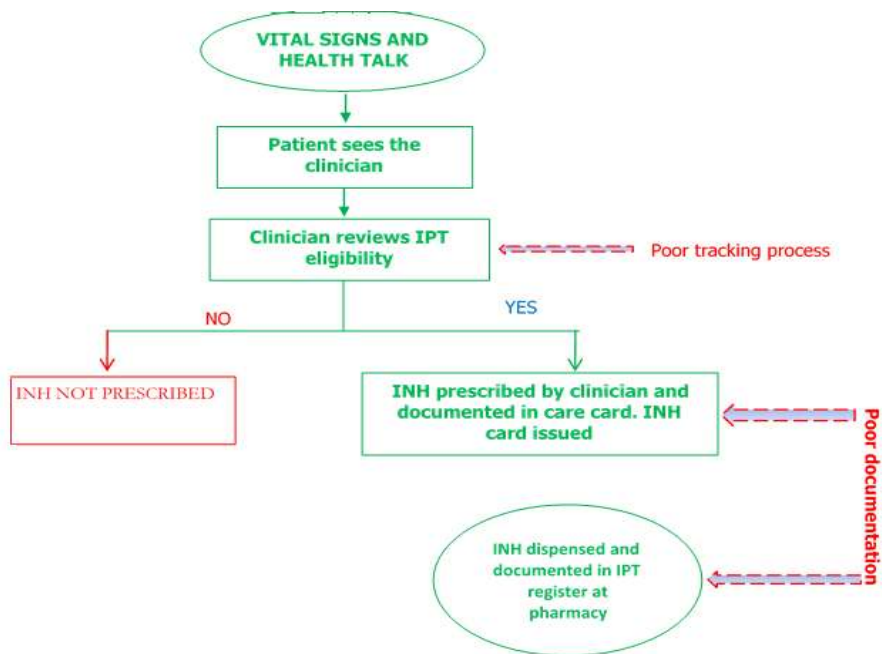 VITAL SIGNS AND
HEALTH TALK
Patient sees the
clinician
Clinician reviews IPT
eligibility
Poor tracking process
NO
YES
INH NOT PRESCRIBED
INH prescribed by clinician and
documented in care card. INH
card issued
Poor documentation
INH dispensed and
documented in IPT
register at
pharmacy